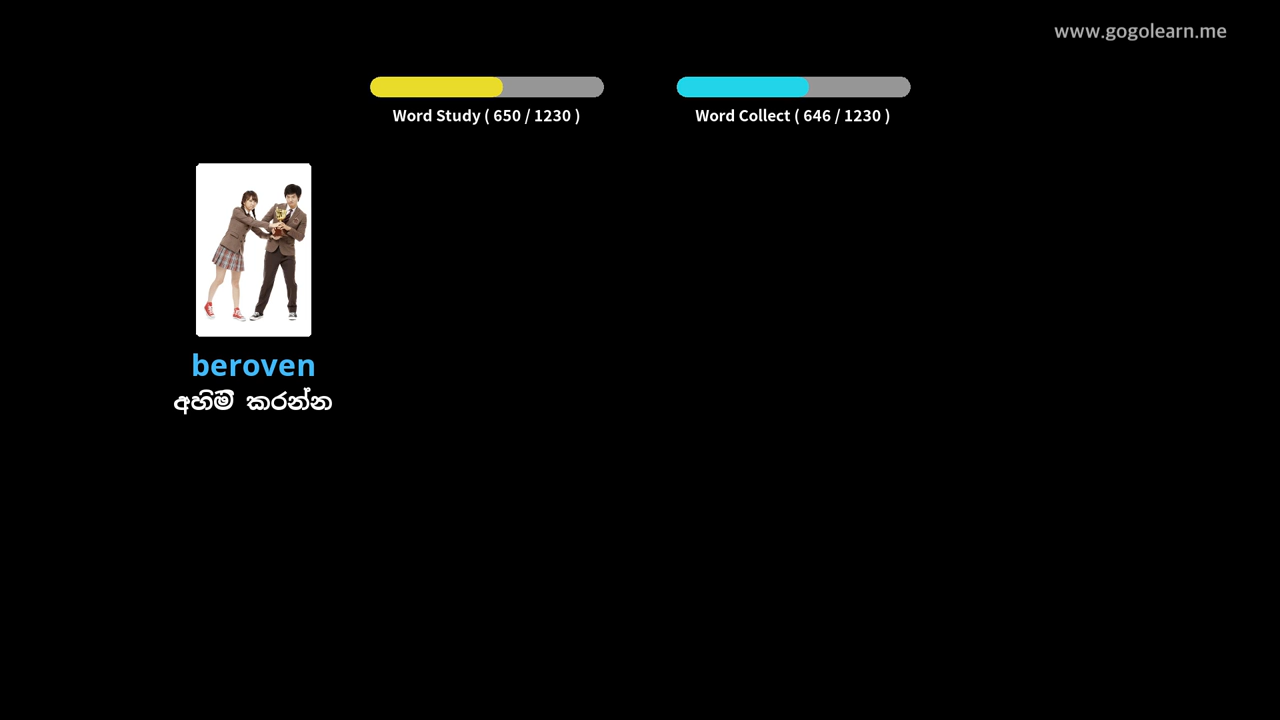 www.gogolearn.me
Word Study ( 650 / 1230 )
Word Collect ( 646 / 1230 )
beroven
අහිමි කරන්න